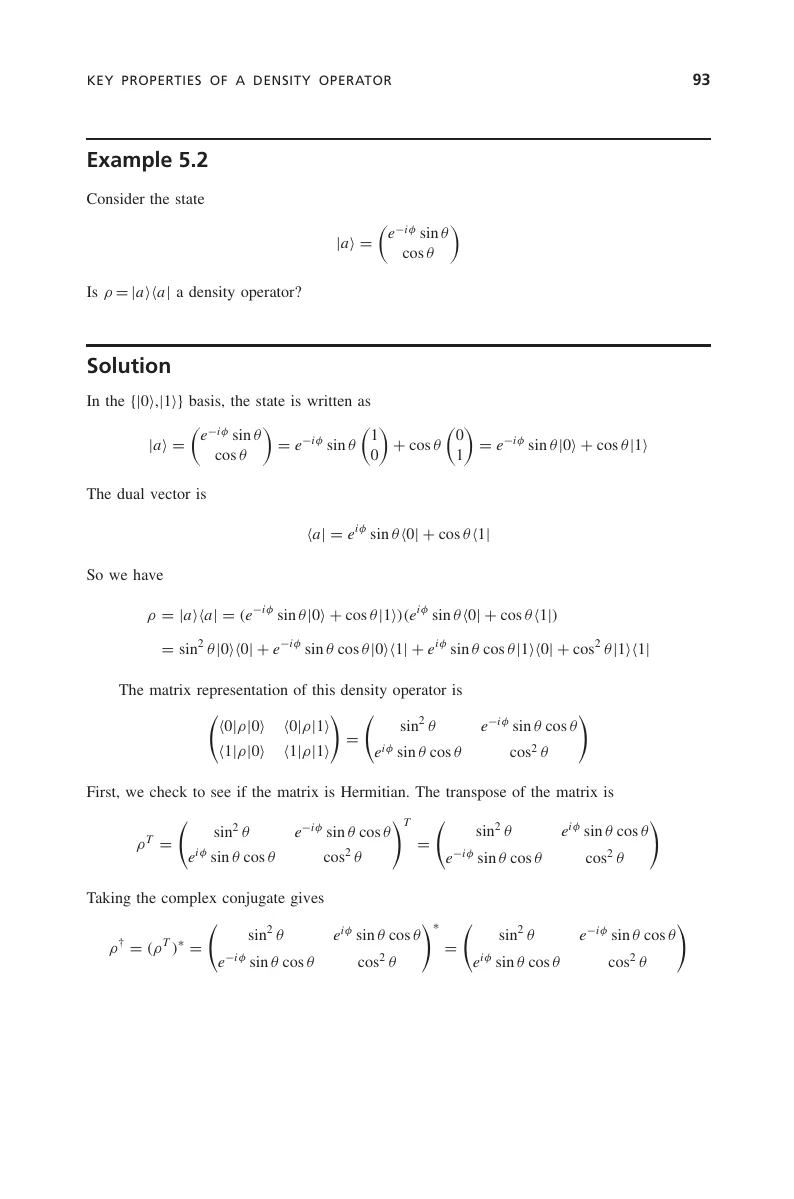 KEY PROPERTIES OF A DENSITY OPERATOR 93
Example 5.2
Consider the state
|a⟩ = (e^{−iφ} sin θ; cos θ)
Is ρ = |a⟩⟨a| a density operator?
Solution
In the {|0⟩,|1⟩} basis, the state is written as
|a⟩ = (e^{−iφ} sin θ; cos θ) = e^{−iφ} sin θ (1; 0) + cos θ (0; 1) = e^{−iφ} sin θ|0⟩ + cos θ|1⟩
The dual vector is
⟨a| = e^{iφ} sin θ⟨0| + cos θ⟨1|
So we have
ρ = |a⟩⟨a| = (e^{−iφ} sin θ|0⟩ + cos θ|1⟩)(e^{iφ} sin θ⟨0| + cos θ⟨1|)
= sin² θ|0⟩⟨0| + e^{−iφ} sin θ cos θ|0⟩⟨1| + e^{iφ} sin θ cos θ|1⟩⟨0| + cos² θ|1⟩⟨1|
The matrix representation of this density operator is
(⟨0|ρ|0⟩ ⟨0|ρ|1⟩; ⟨1|ρ|0⟩ ⟨1|ρ|1⟩) = (sin² θ e^{−iφ} sin θ cos θ; e^{iφ} sin θ cos θ cos² θ)
First, we check to see if the matrix is Hermitian. The transpose of the matrix is
ρ^T = (sin² θ e^{−iφ} sin θ cos θ; e^{iφ} sin θ cos θ cos² θ)^T = (sin² θ e^{iφ} sin θ cos θ; e^{−iφ} sin θ cos θ cos² θ)
Taking the complex conjugate gives
ρ^† = (ρ^T)^* = (sin² θ e^{iφ} sin θ cos θ; e^{−iφ} sin θ cos θ cos² θ)^* = (sin² θ e^{−iφ} sin θ cos θ; e^{iφ} sin θ cos θ cos² θ)